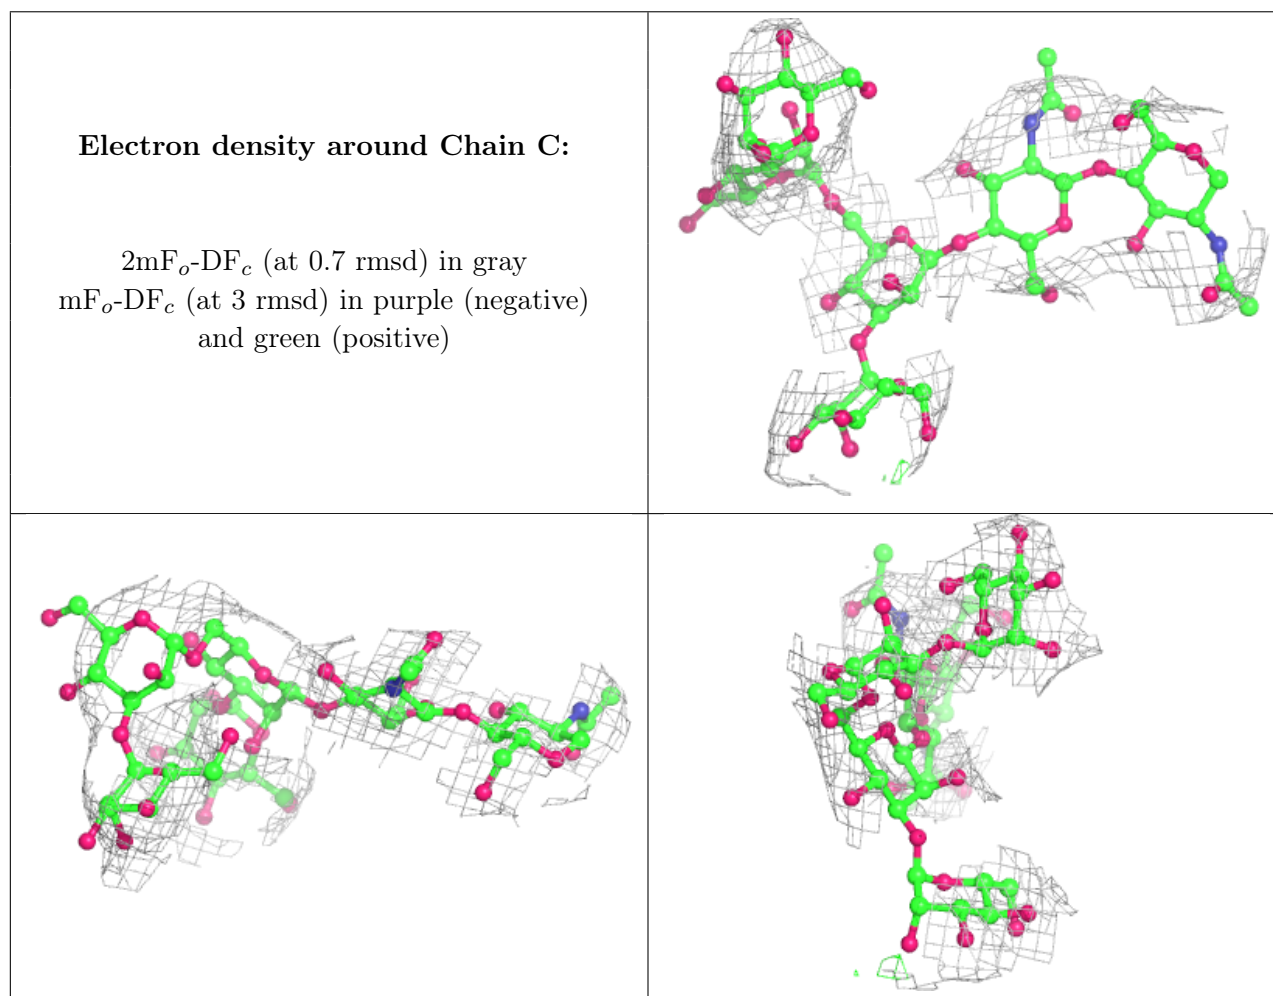 Electron density around Chain C:
2mF_o-DF_c (at 0.7 rmsd) in gray
mF_o-DF_c (at 3 rmsd) in purple (negative)
and green (positive)